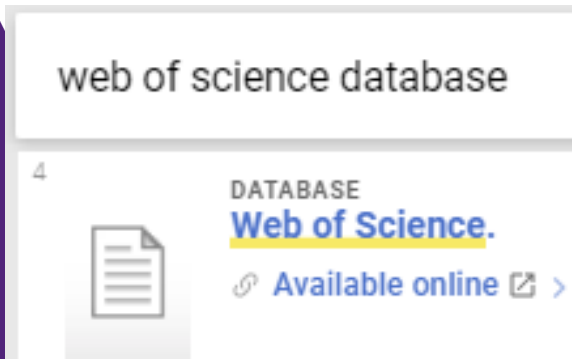 web of science database
4
DATABASE
Web of Science.
Available online